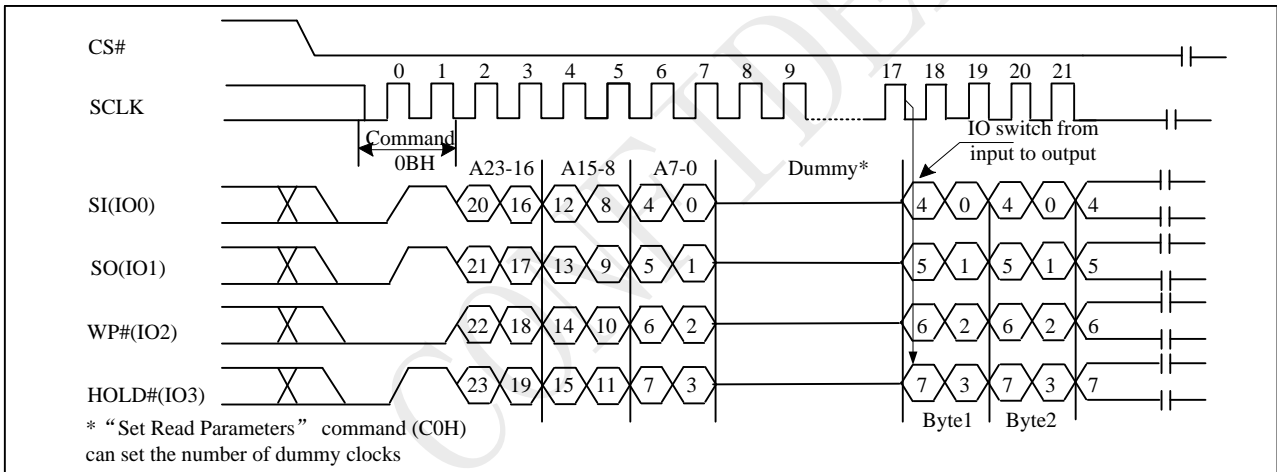 CS#
0 1 2 3 4 5 6 7 8 9 17 18 19 20 21
SCLK
Command
0BH
IO switch from
input to output
A23-16 A15-8 A7-0 Dummy*
SI(IO0) 20 16 12 8 4 0 4 0 4 0 4
SO(IO1) 21 17 13 9 5 1 5 1 5 1 5
WP#(IO2) 22 18 14 10 6 2 6 2 6 2 6
HOLD#(IO3) 23 19 15 11 7 3 7 3 7 3 7
Byte1 Byte2
* “Set Read Parameters” command (C0H)
can set the number of dummy clocks
CONFIDE